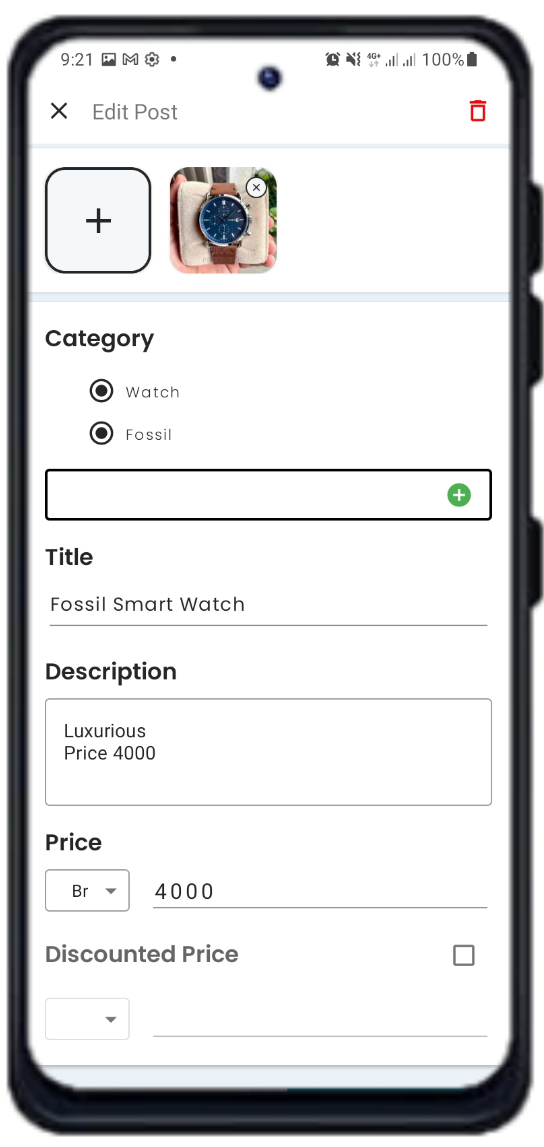 9:21
4G+
100%
Edit Post
Category
Watch
Fossil
Title
Fossil Smart Watch
Description
Luxurious
Price 4000
Price
Br
4000
Discounted Price